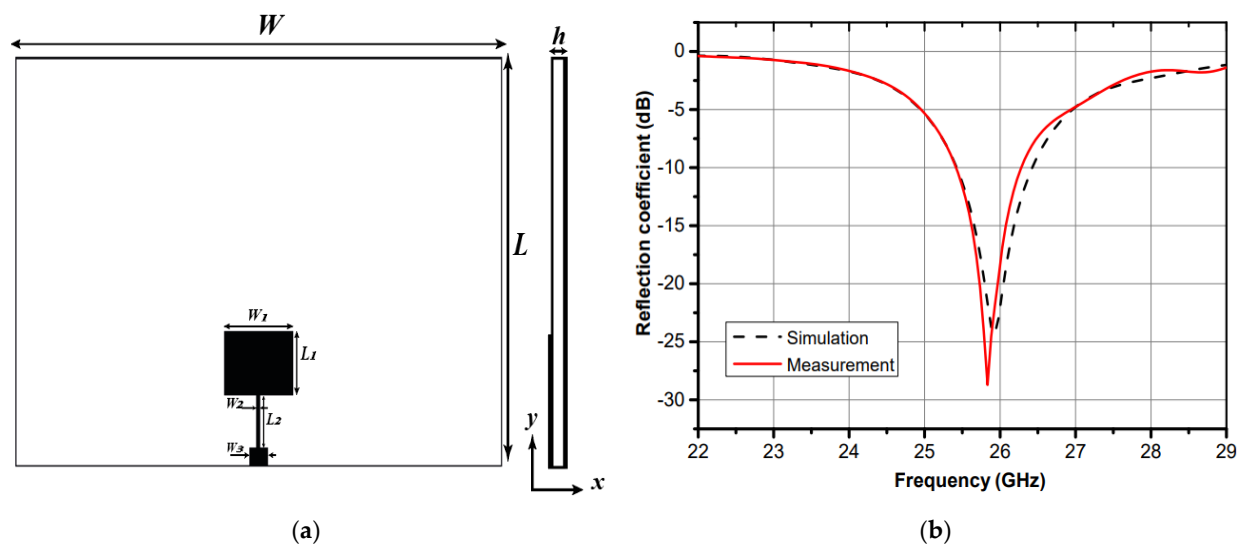 W
h
L
W1
L1
W2
L2
W3
y
x
(a)
Reflection coefficient (dB)
0
-5
-10
-15
-20
-25
-30
Simulation
Measurement
22 23 24 25 26 27 28 29
Frequency (GHz)
(b)